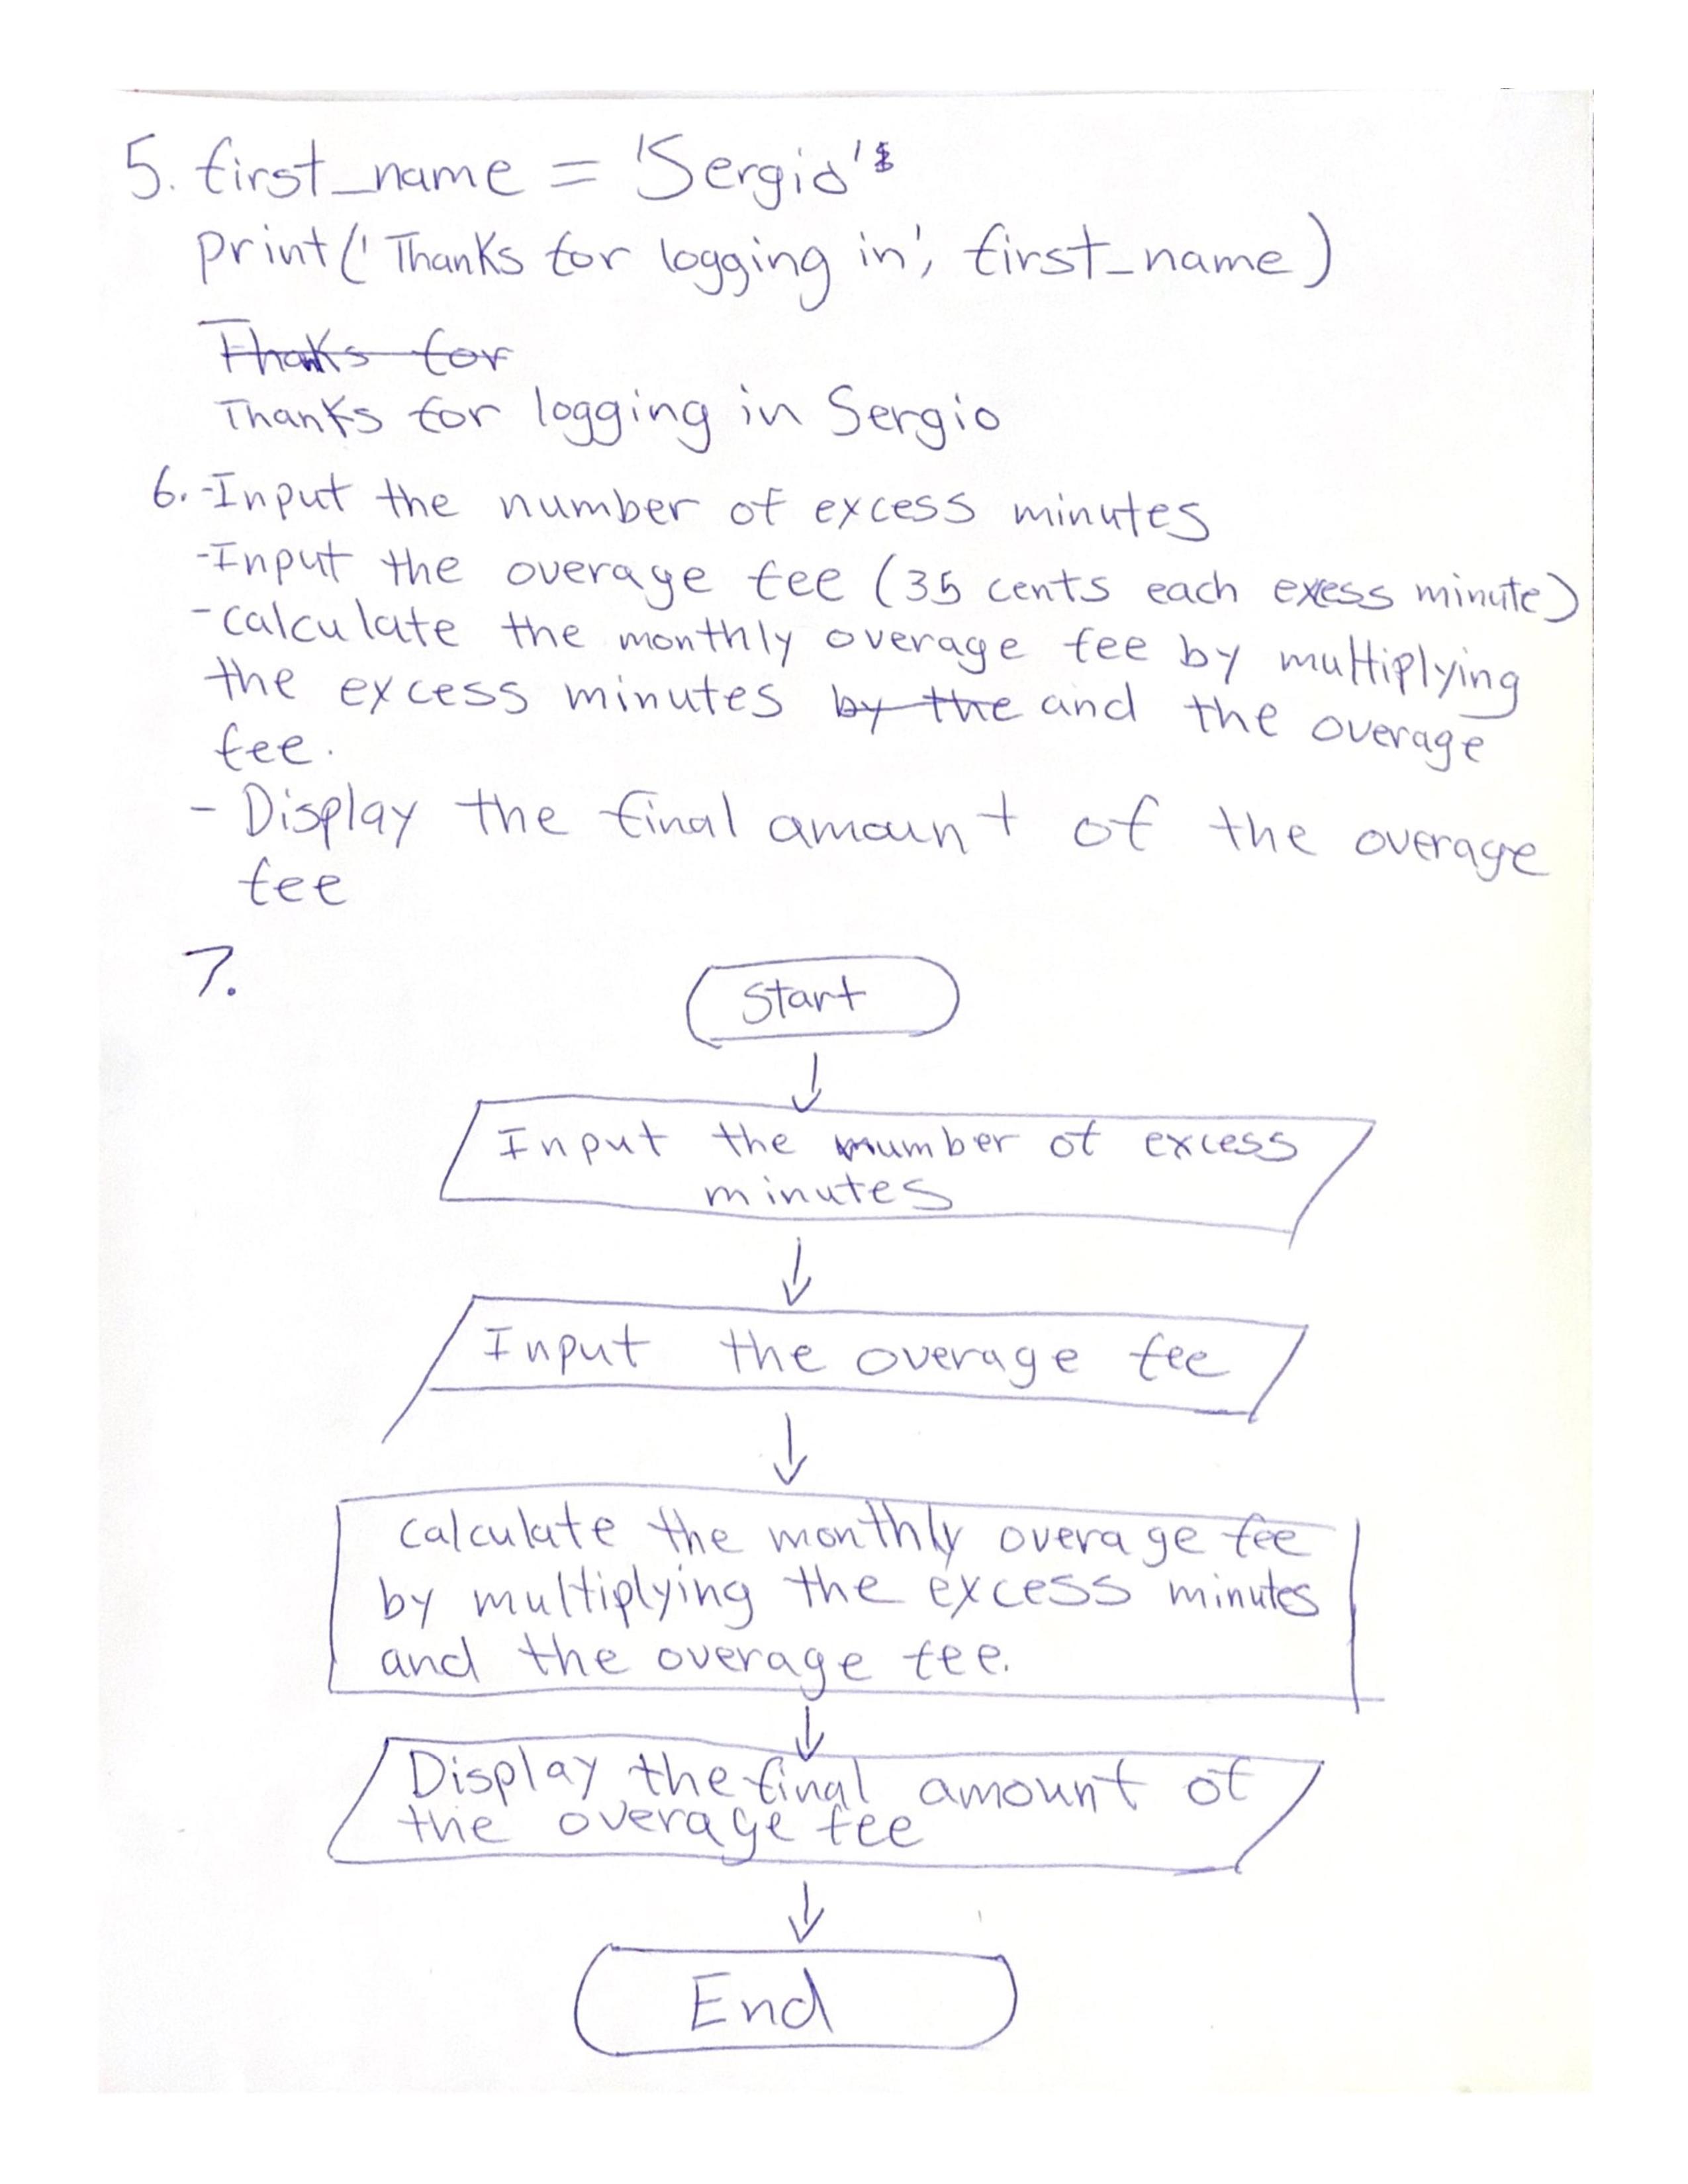 5. first_name = 'Sergio'
print('Thanks for logging in', first_name)
Thanks for
Thanks for logging in Sergio
6. -Input the number of excess minutes
-Input the overage fee (35 cents each exess minute)
-calculate the monthly overage fee by multiplying
the excess minutes by the and the overage
fee.
- Display the final amount of the overage
fee
7.
Start
Input the number of excess
minutes
Input the overage fee
calculate the monthly overage fee
by multiplying the excess minutes
and the overage fee.
Display the final amount of
the overage fee
End